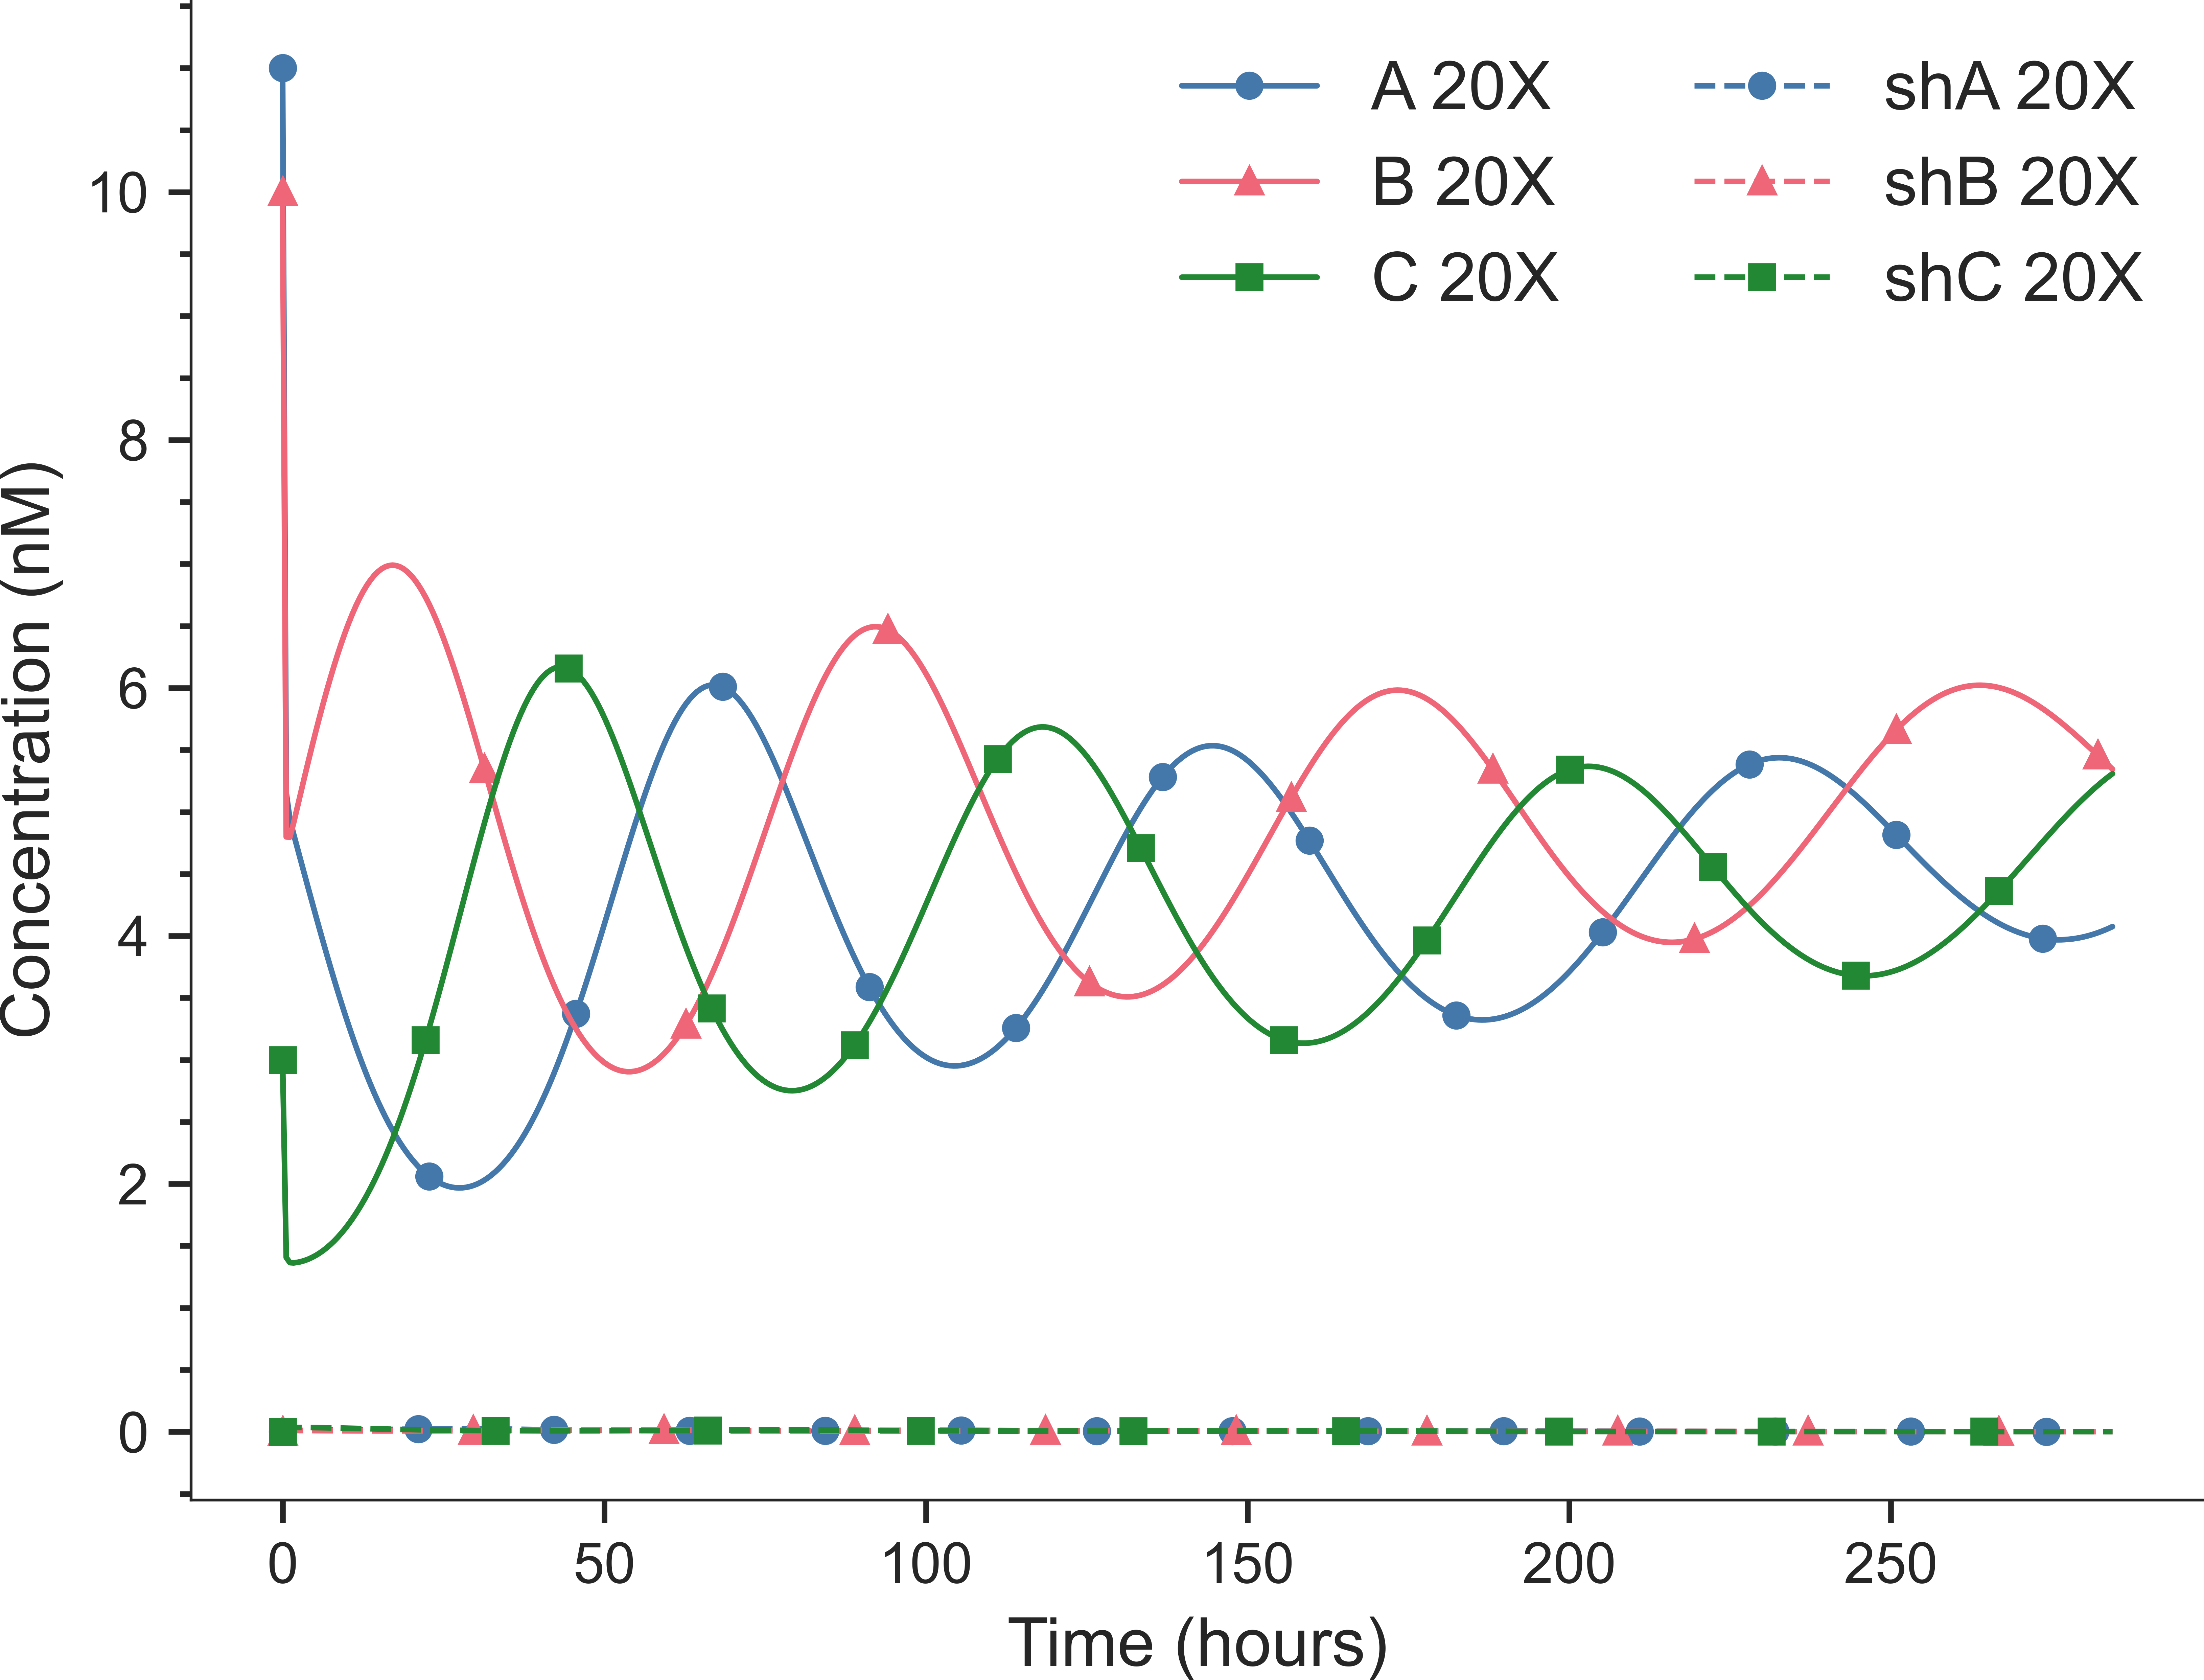 A 20X
B 20X
C 20X
shA 20X
shB 20X
shC 20X
Concentration (nM)
10
8
6
4
2
0
0 50 100 150 200 250
Time (hours)